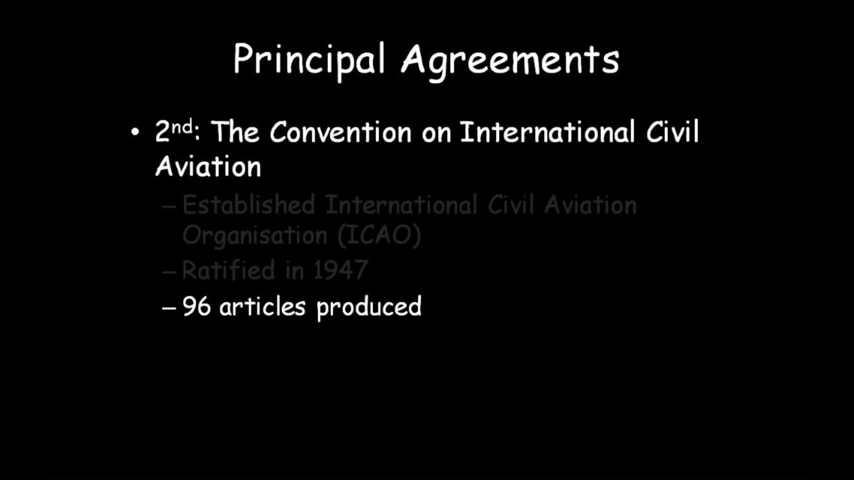 Principal Agreements
• 2nd: The Convention on International Civil
Aviation
– Established International Civil Aviation
Organisation (ICAO)
– Ratified in 1947
– 96 articles produced